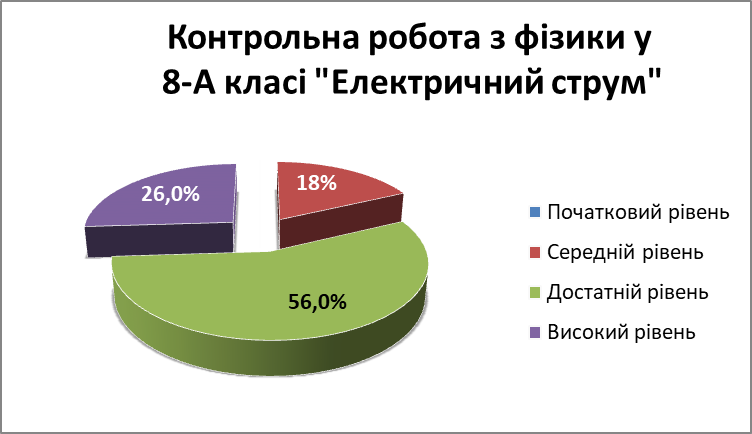 Контрольна робота з фізики у
8-А класі "Електричний струм"
26,0%
18%
56,0%
Початковий рівень
Середній рівень
Достатній рівень
Високий рівень